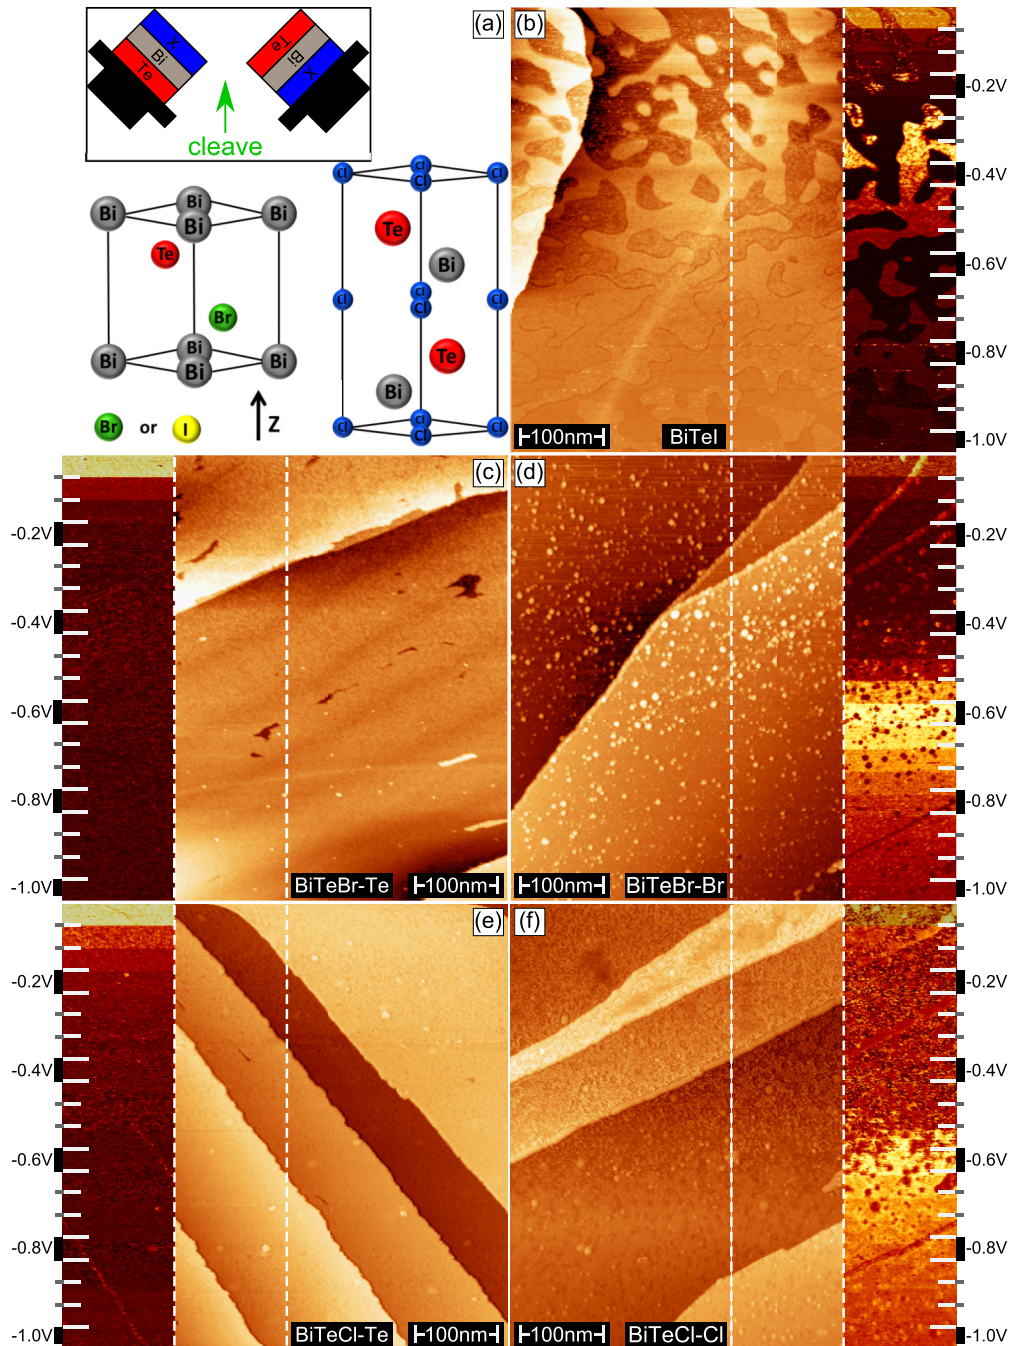 (a)
X
Bi
Te
Te
Bi
X
cleave
Bi
Bi
Bi
Bi
Te
Br
Bi
Bi
Bi
Bi
Br or I
Z
Cl
Cl
Cl
Cl
Te
Bi
Cl
Cl
Cl
Cl
Te
Bi
Cl
Cl
Cl
Cl
(b)
-0.2V
-0.4V
-0.6V
-0.8V
-1.0V
100nm
BiTeI
(c)
-0.2V
-0.4V
-0.6V
-0.8V
-1.0V
BiTeBr-Te
100nm
(d)
-0.2V
-0.4V
-0.6V
-0.8V
-1.0V
100nm
BiTeBr-Br
(e)
-0.2V
-0.4V
-0.6V
-0.8V
-1.0V
BiTeCl-Te
100nm
(f)
-0.2V
-0.4V
-0.6V
-0.8V
-1.0V
100nm
BiTeCl-Cl